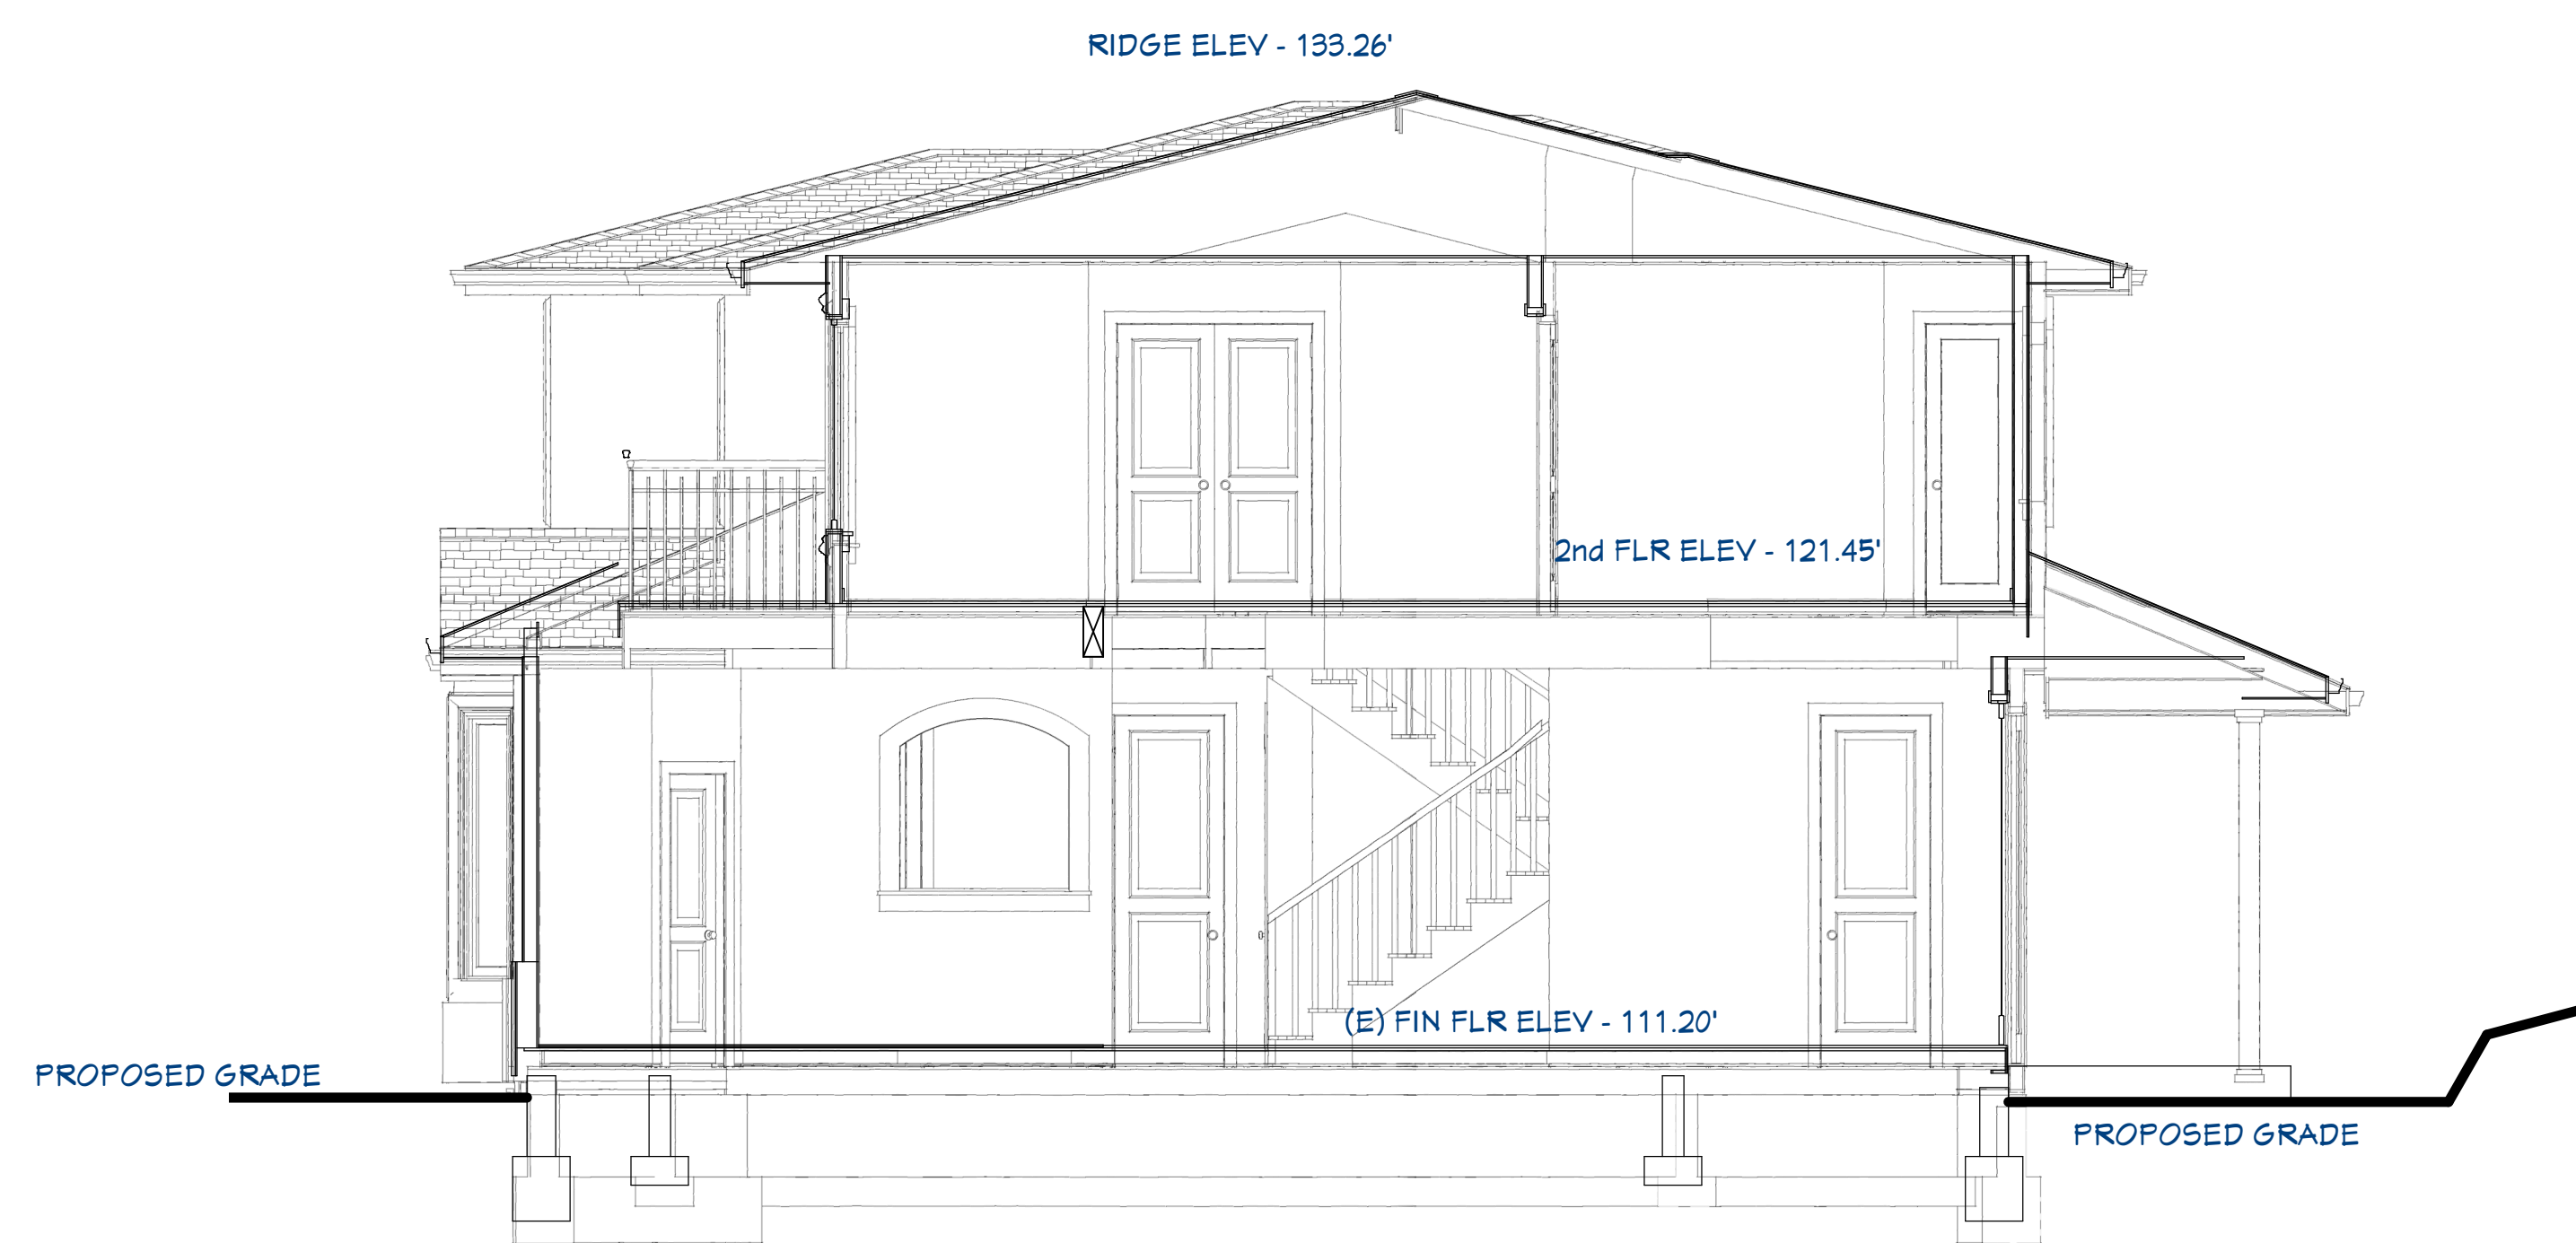 RIDGE ELEV - 133.26'
2nd FLR ELEV - 121.45'
(E) FIN FLR ELEV - 111.20'
PROPOSED GRADE
PROPOSED GRADE